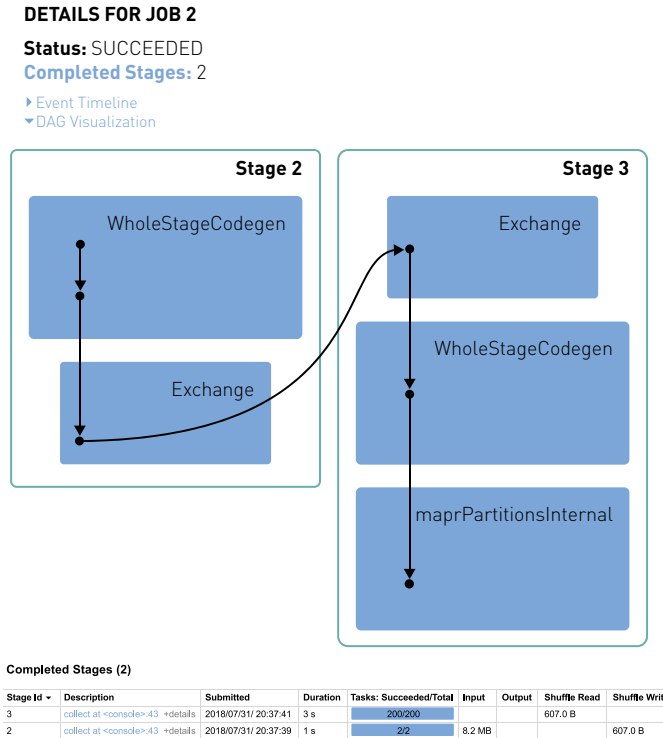 DETAILS FOR JOB 2
Status: SUCCEEDED
Completed Stages: 2
Event Timeline
DAG Visualization
Stage 2
WholeStageCodegen
Exchange
Stage 3
Exchange
WholeStageCodegen
maprPartitionsInternal
Completed Stages (2)
Stage Id Description Submitted Duration Tasks: Succeeded/Total Input Output Shuffle Read Shuffle Writ
3 collect at <console>:43 +details 2018/07/31/ 20:37:41 3 s 200/200 607.0 B
2 collect at <console>:43 +details 2018/07/31/ 20:37:39 1 s 2/2 8.2 MB 607.0 B